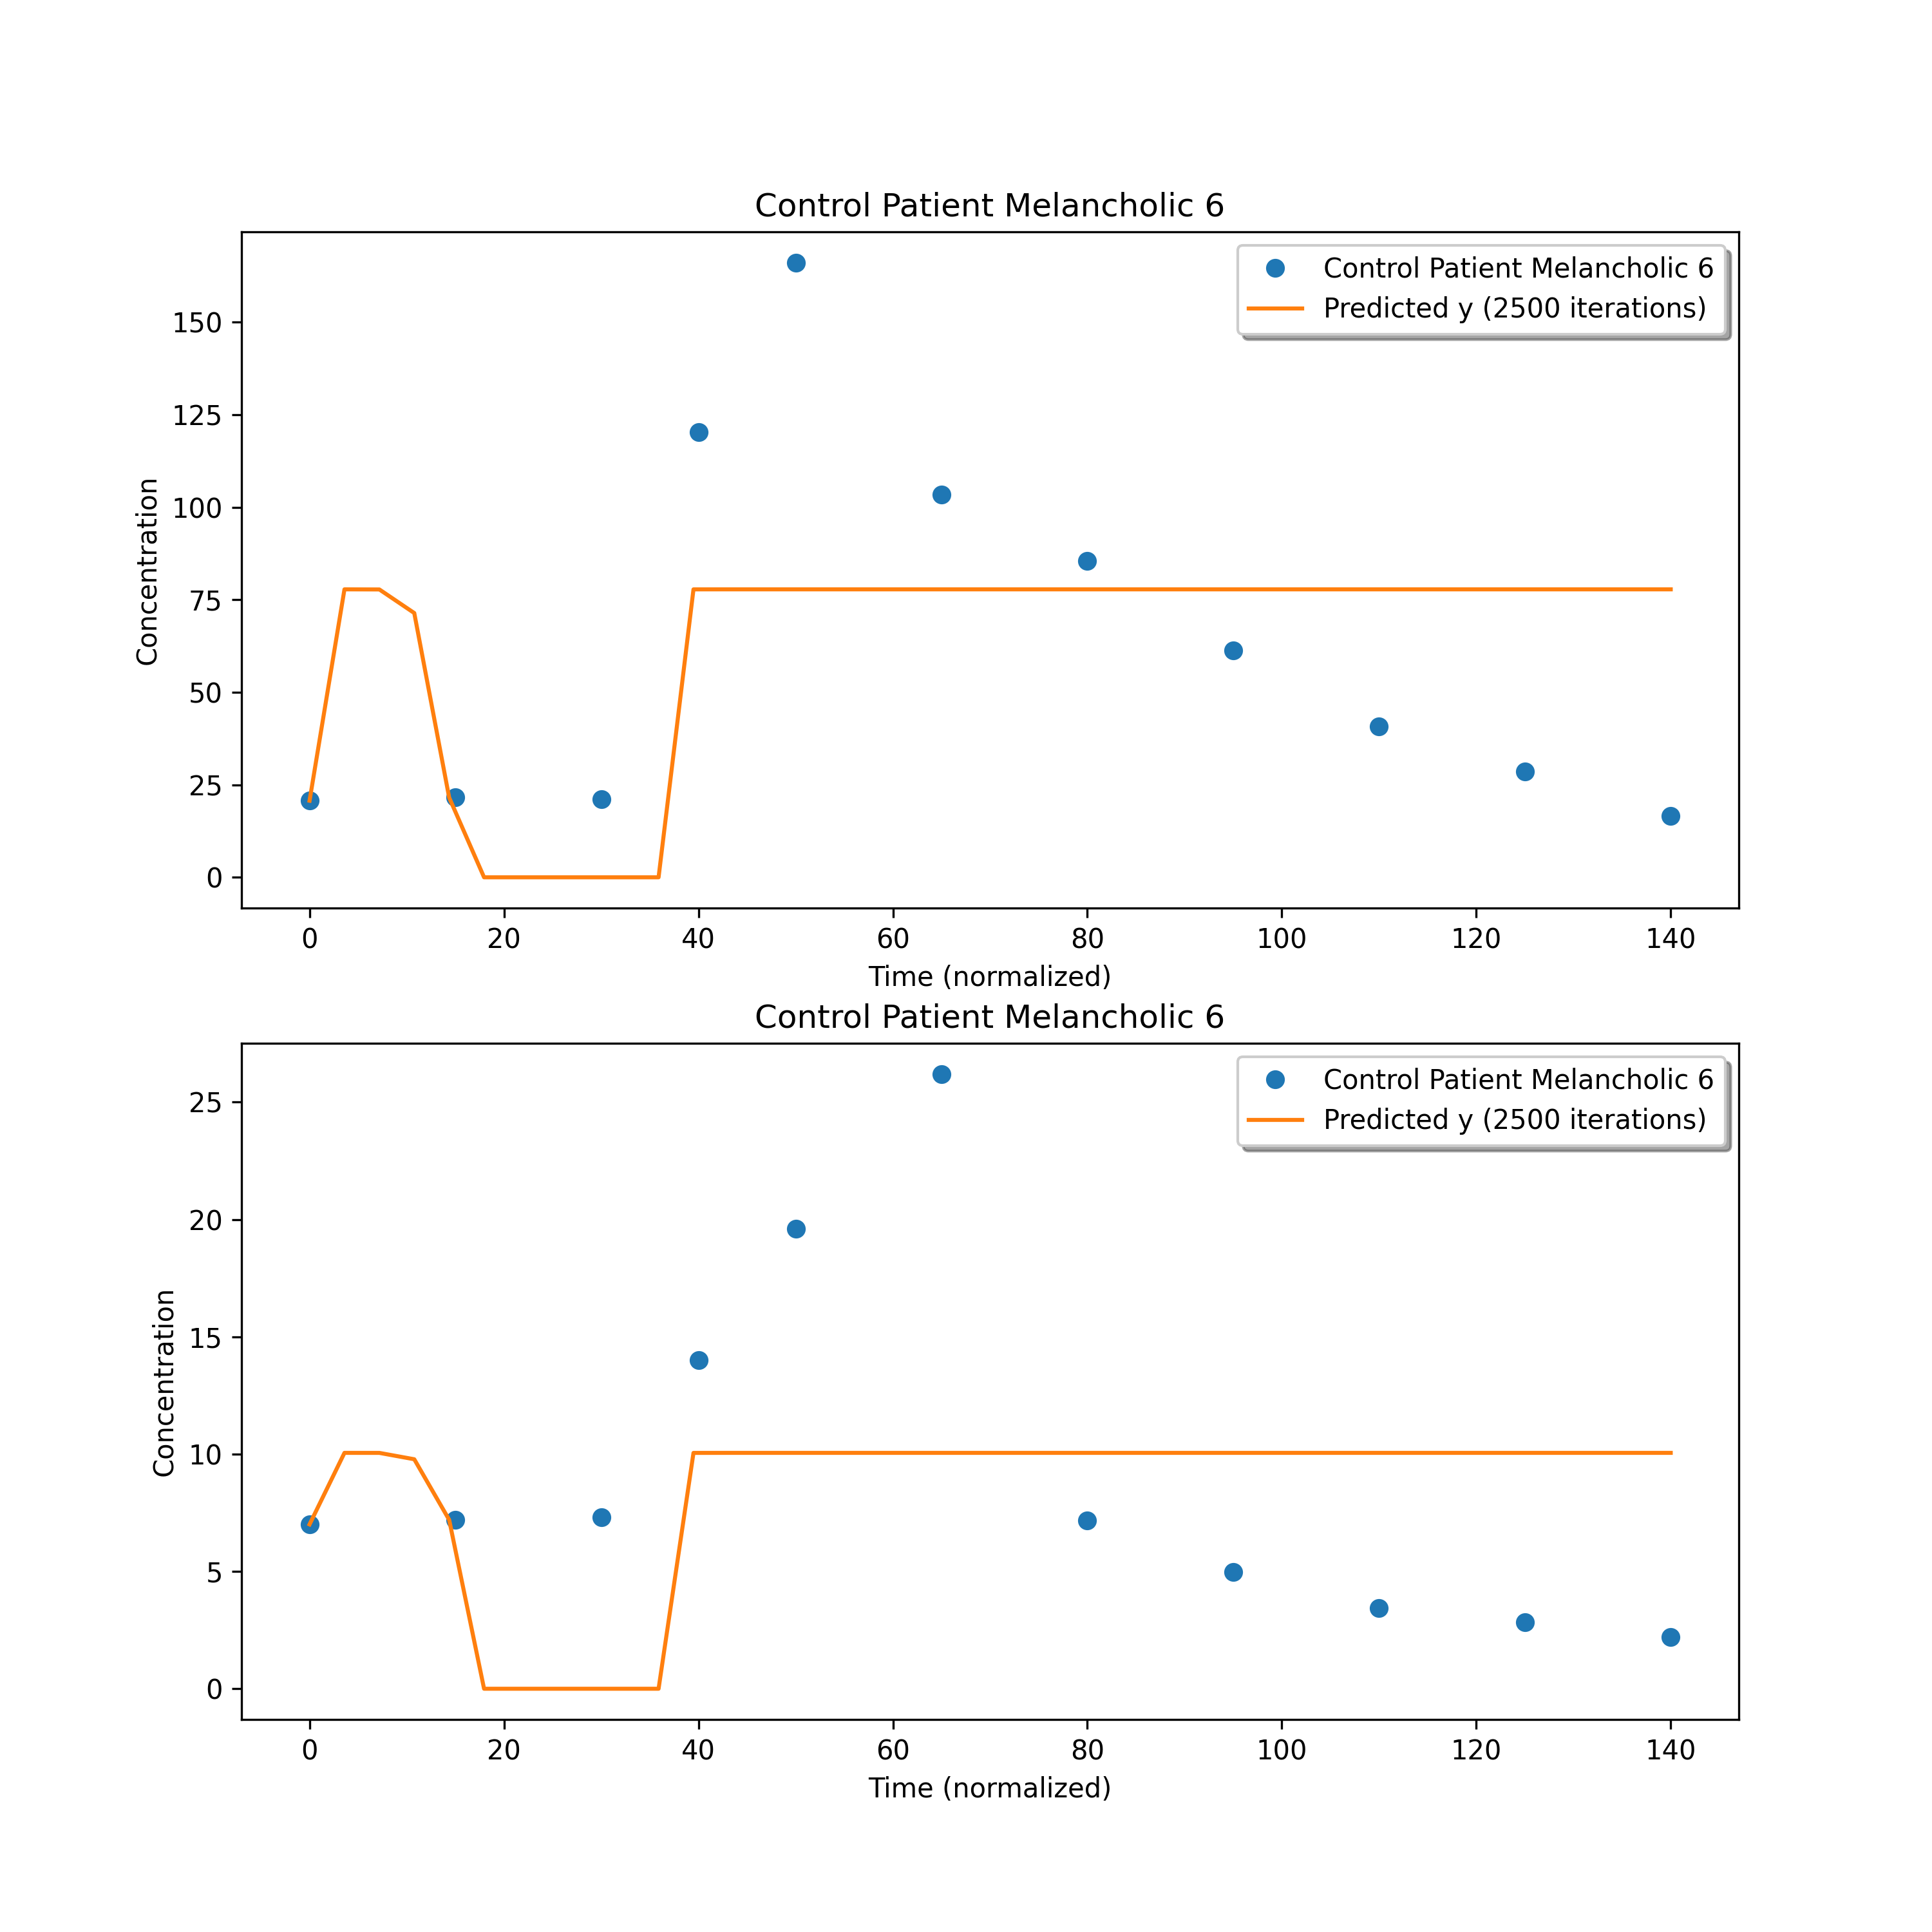 Control Patient Melancholic 6
Control Patient Melancholic 6
Predicted y (2500 iterations)
150
125
100
75
50
25
0
Concentration
0 20 40 60 80 100 120 140
Time (normalized)
Control Patient Melancholic 6
Control Patient Melancholic 6
Predicted y (2500 iterations)
25
20
15
10
5
0
Concentration
0 20 40 60 80 100 120 140
Time (normalized)